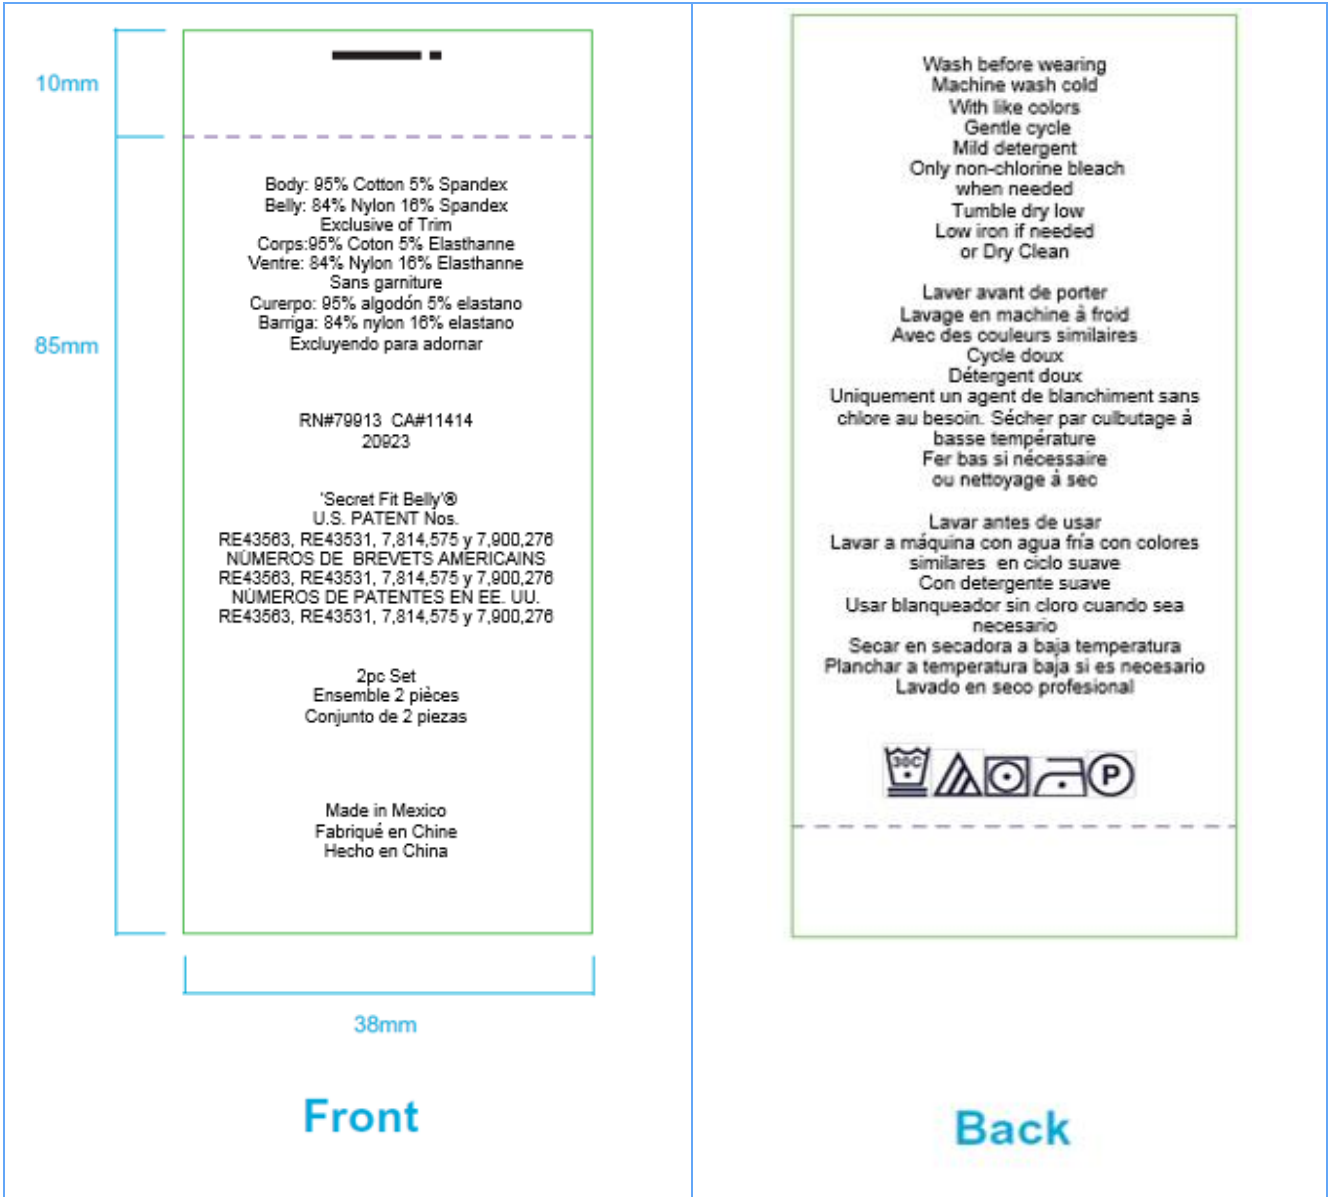 10mm
85mm
Body: 95% Cotton 5% Spandex
Belly: 84% Nylon 16% Spandex
Exclusive of Trim
Corps:95% Coton 5% Elasthanne
Ventre: 84% Nylon 16% Elasthanne
Sans garniture
Curerpo: 95% algodón 5% elastano
Barriga: 84% nylon 16% elastano
Excluyendo para adornar
RN#79913 CA#11414
20923
'Secret Fit Belly'®
U.S. PATENT Nos.
RE43563, RE43531, 7,814,575 y 7,900,276
NÚMEROS DE BREVETS AMERICAINS
RE43563, RE43531, 7,814,575 y 7,900,276
NÚMEROS DE PATENTES EN EE. UU.
RE43563, RE43531, 7,814,575 y 7,900,276
2pc Set
Ensemble 2 pièces
Conjunto de 2 piezas
Made in Mexico
Fabriqué en Chine
Hecho en China
38mm
Front
Wash before wearing
Machine wash cold
With like colors
Gentle cycle
Mild detergent
Only non-chlorine bleach
when needed
Tumble dry low
Low iron if needed
or Dry Clean
Laver avant de porter
Lavage en machine à froid
Avec des couleurs similaires
Cycle doux
Détergent doux
Uniquement un agent de blanchiment sans
chlore au besoin. Sécher par culbutage à
basse température
Fer bas si nécessaire
ou nettoyage à sec
Lavar antes de usar
Lavar a máquina con agua fría con colores
similares en ciclo suave
Con detergente suave
Usar blanqueador sin cloro cuando sea
necesario
Secar en secadora a baja temperatura
Planchar a temperatura baja si es necesario
Lavado en seco profesional
30C P
Back